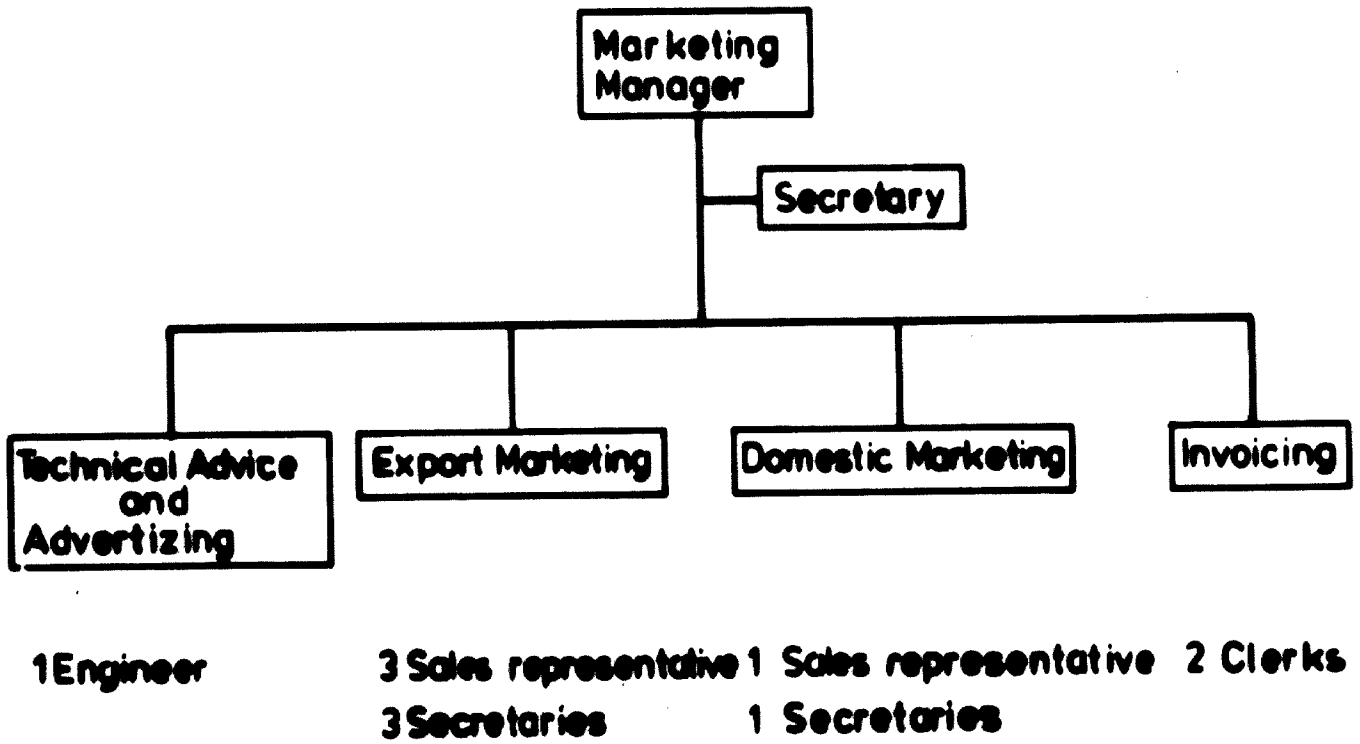 Marketing
Manager
Secretary
Technical Advice
and
Advertizing
Export Marketing
Domestic Marketing
Invoicing
1 Engineer
3 Sales representative
3 Secretaries
1 Sales representative
1 Secretaries
2 Clerks